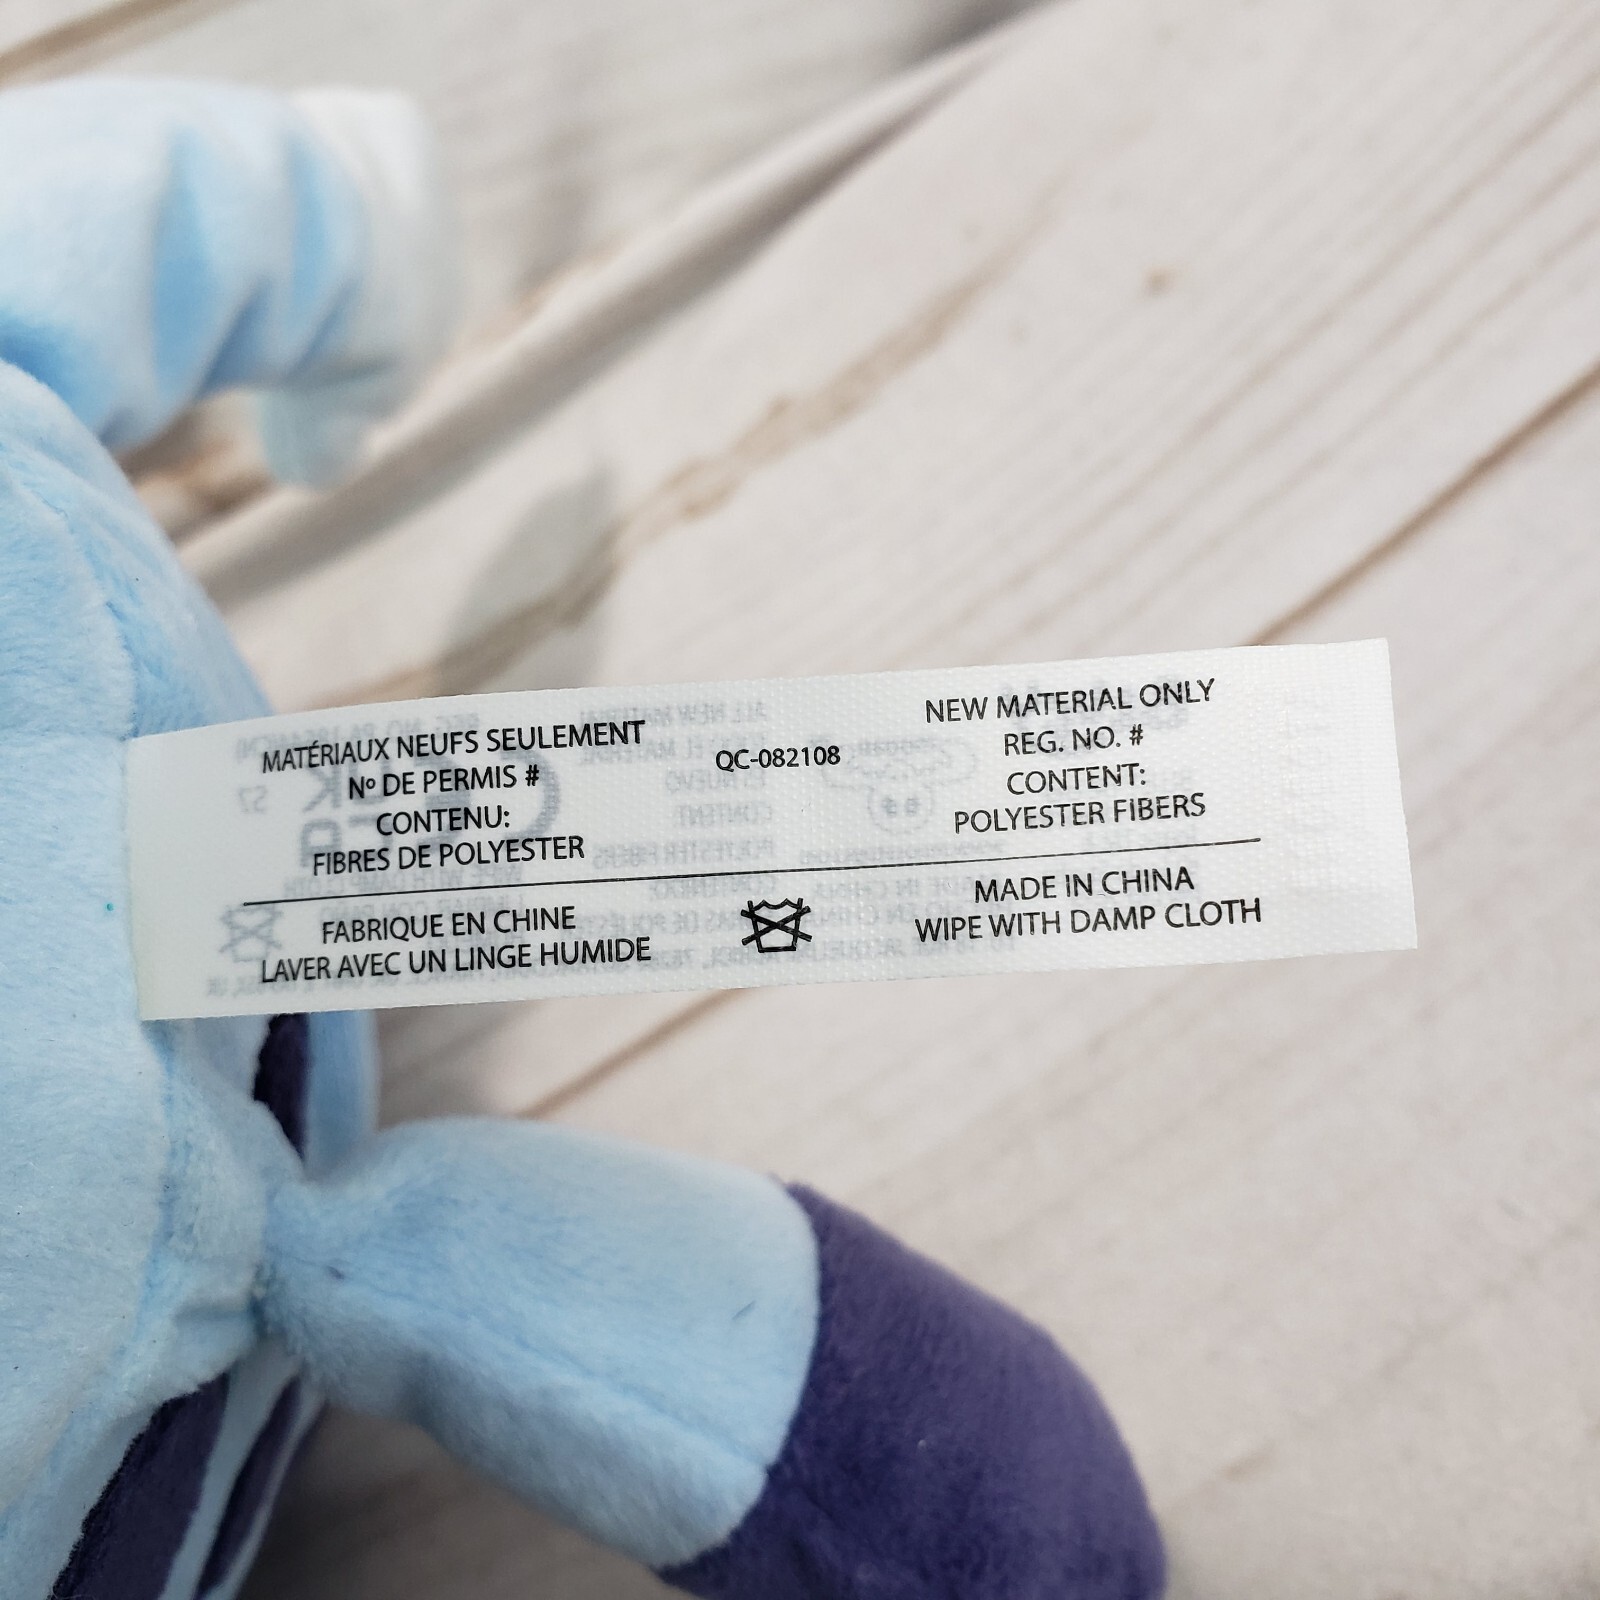 MATÉRIAUX NEUFS SEULEMENT
Nº DE PERMIS #
CONTENU:
FIBRES DE POLYESTER
QC-082108
NEW MATERIAL ONLY
REG. NO. #
CONTENT:
POLYESTER FIBERS
FABRIQUE EN CHINE
LAVER AVEC UN LINGE HUMIDE
MADE IN CHINA
WIPE WITH DAMP CLOTH